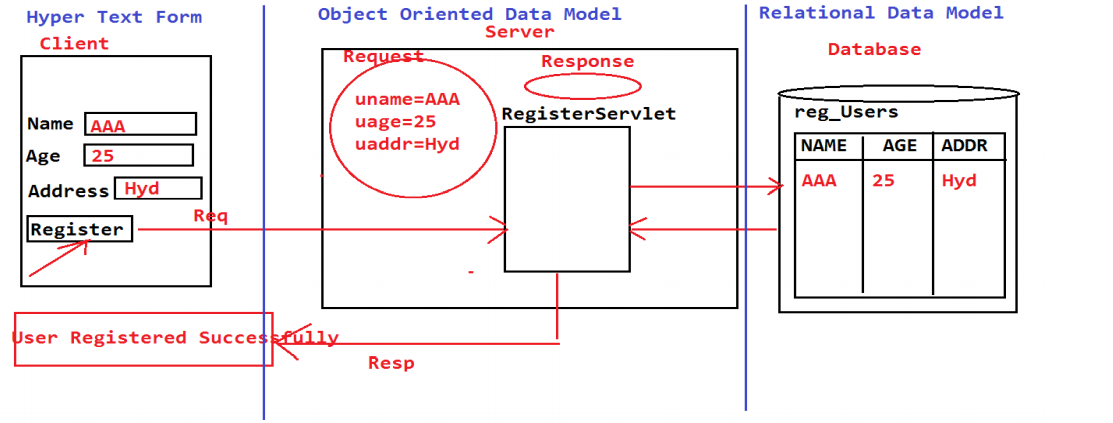 Hyper Text Form
Object Oriented Data Model
Relational Data Model
Client
Server
Database
Request
Response
uname=AAA
uage=25
uaddr=Hyd
RegisterServlet
reg_Users
Name AAA
Age 25
Address Hyd
Register
Req
NAME AGE ADDR
AAA 25 Hyd
User Registered Successfully
Resp